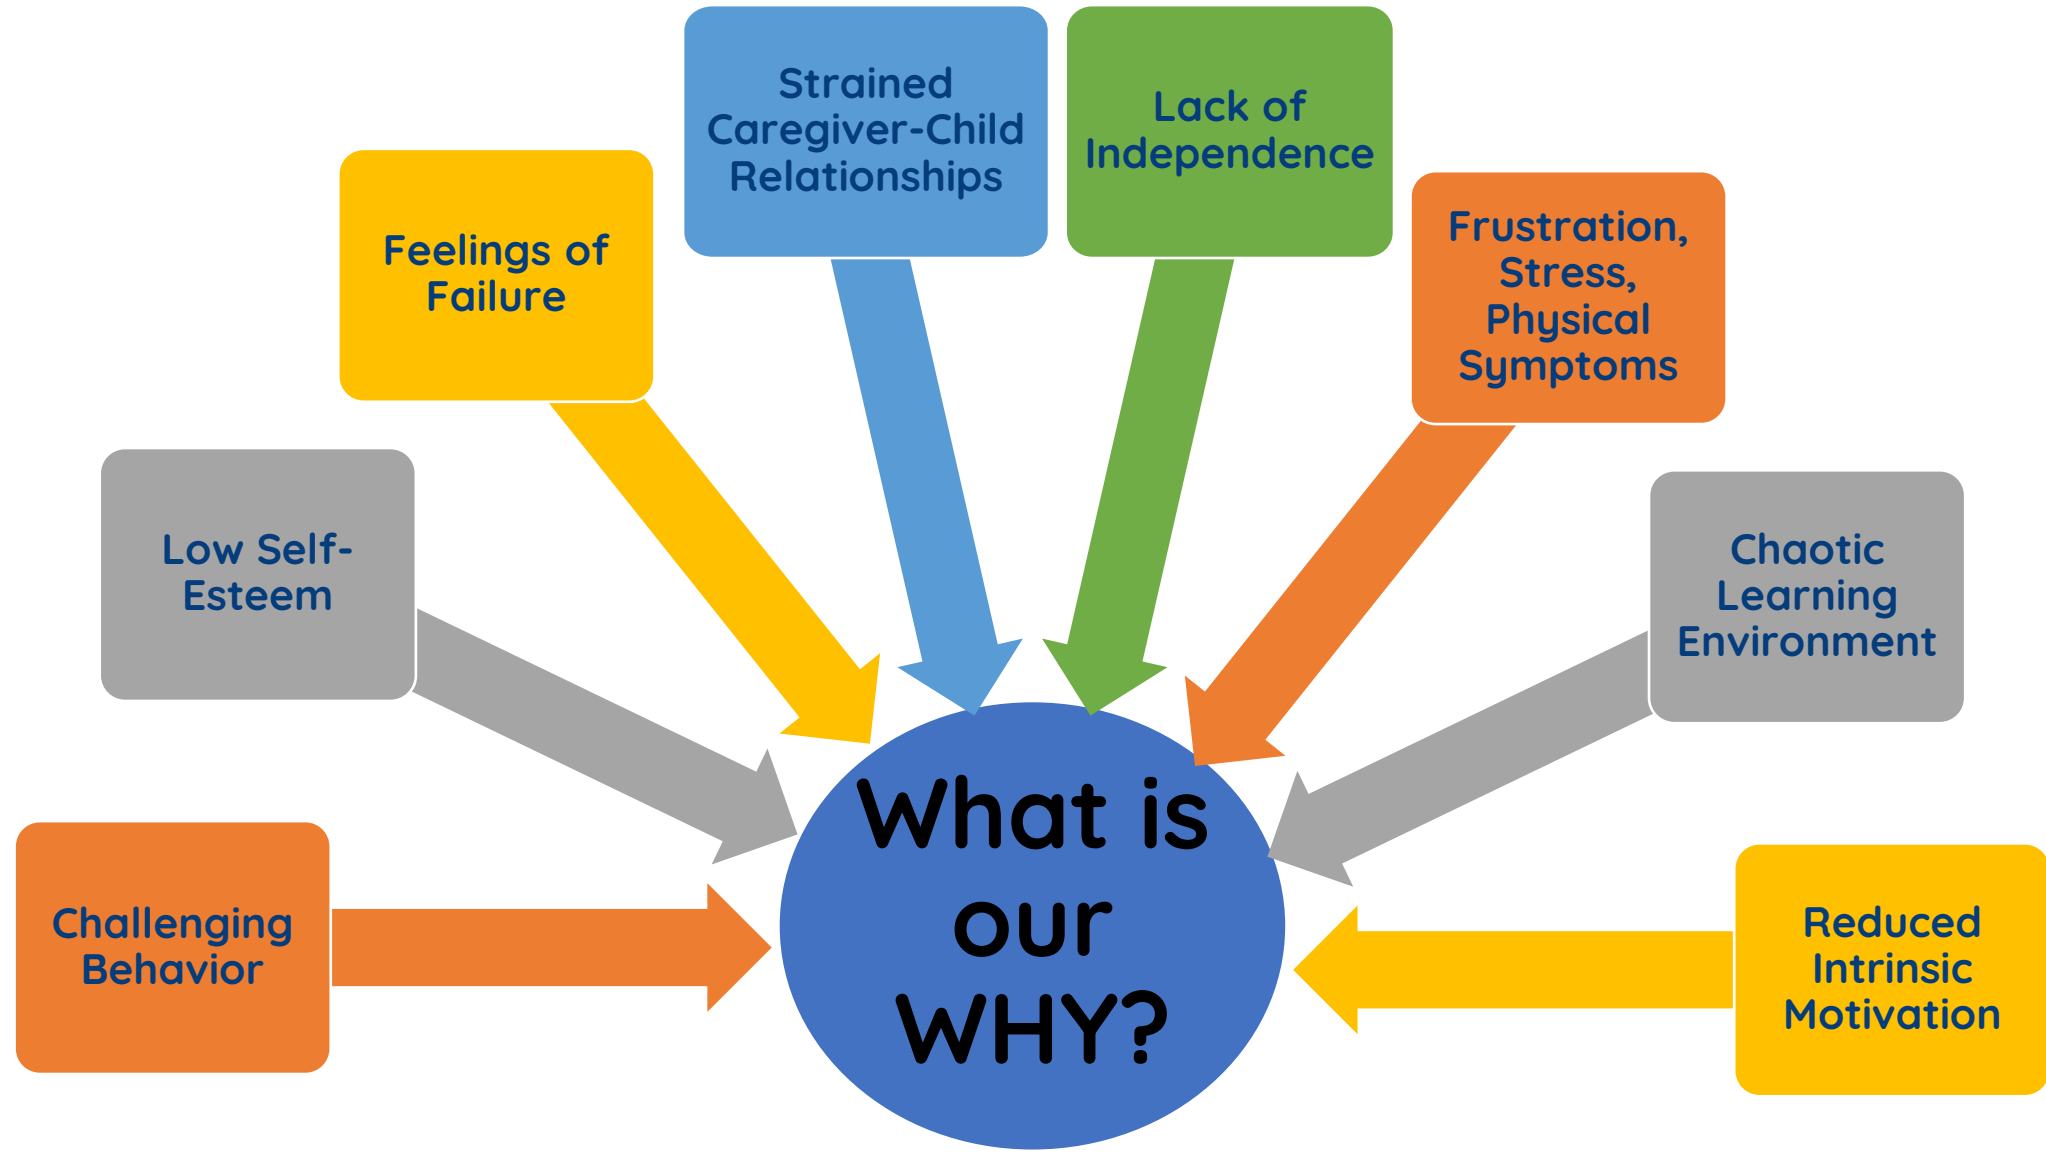 Strained
Caregiver-Child
Relationships
Lack of
Independence
Feelings of
Failure
Frustration,
Stress,
Physical
Symptoms
Low Self-
Esteem
Chaotic
Learning
Environment
Challenging
Behavior
What is
our
WHY?
Reduced
Intrinsic
Motivation